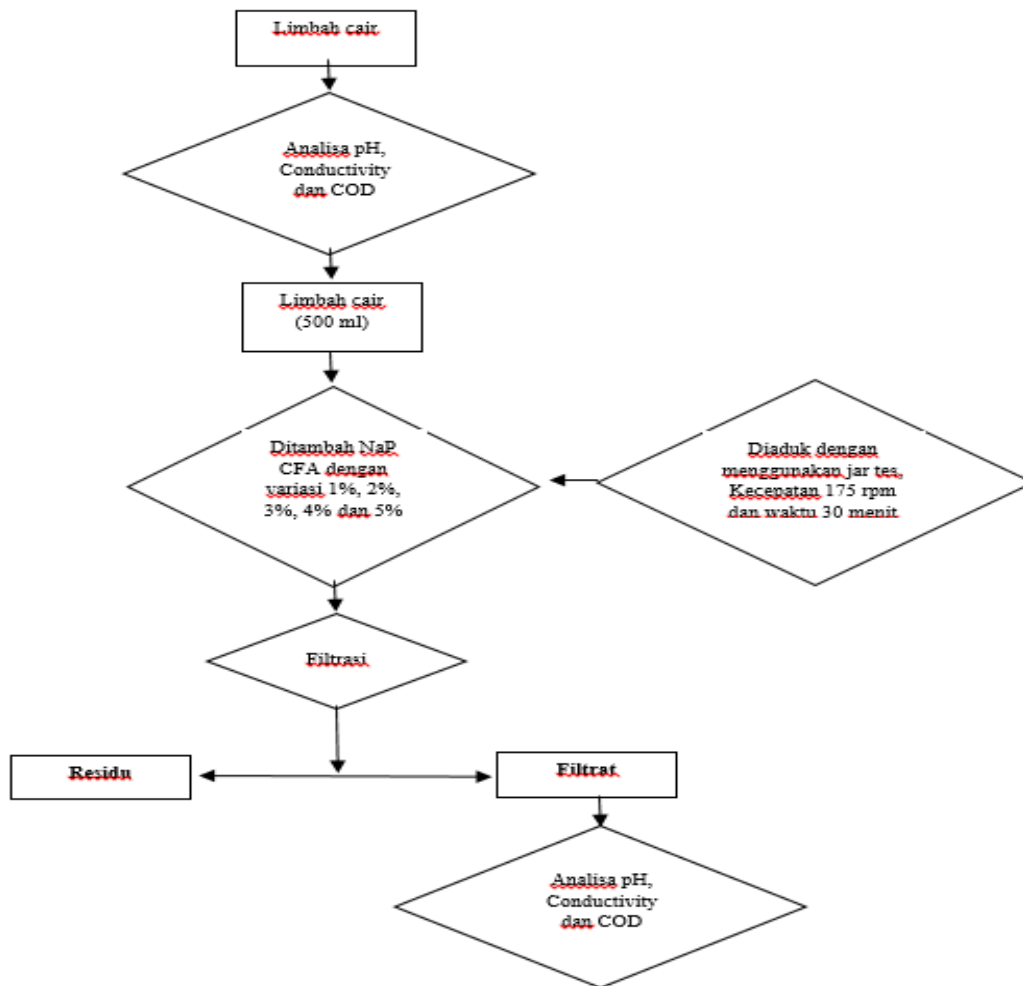 Limbah cair
Analisa pH,
Conductivity
dan COD
Limbah cair
(500 ml)
Ditambah NaP
CFA dengan
variasi 1%, 2%,
3%, 4% dan 5%
Diaduk dengan
menggunakan jar tes,
Kecepatan 175 rpm
dan waktu 30 menit
Filtrasi
Residu
Filtrat
Analisa pH,
Conductivity
dan COD